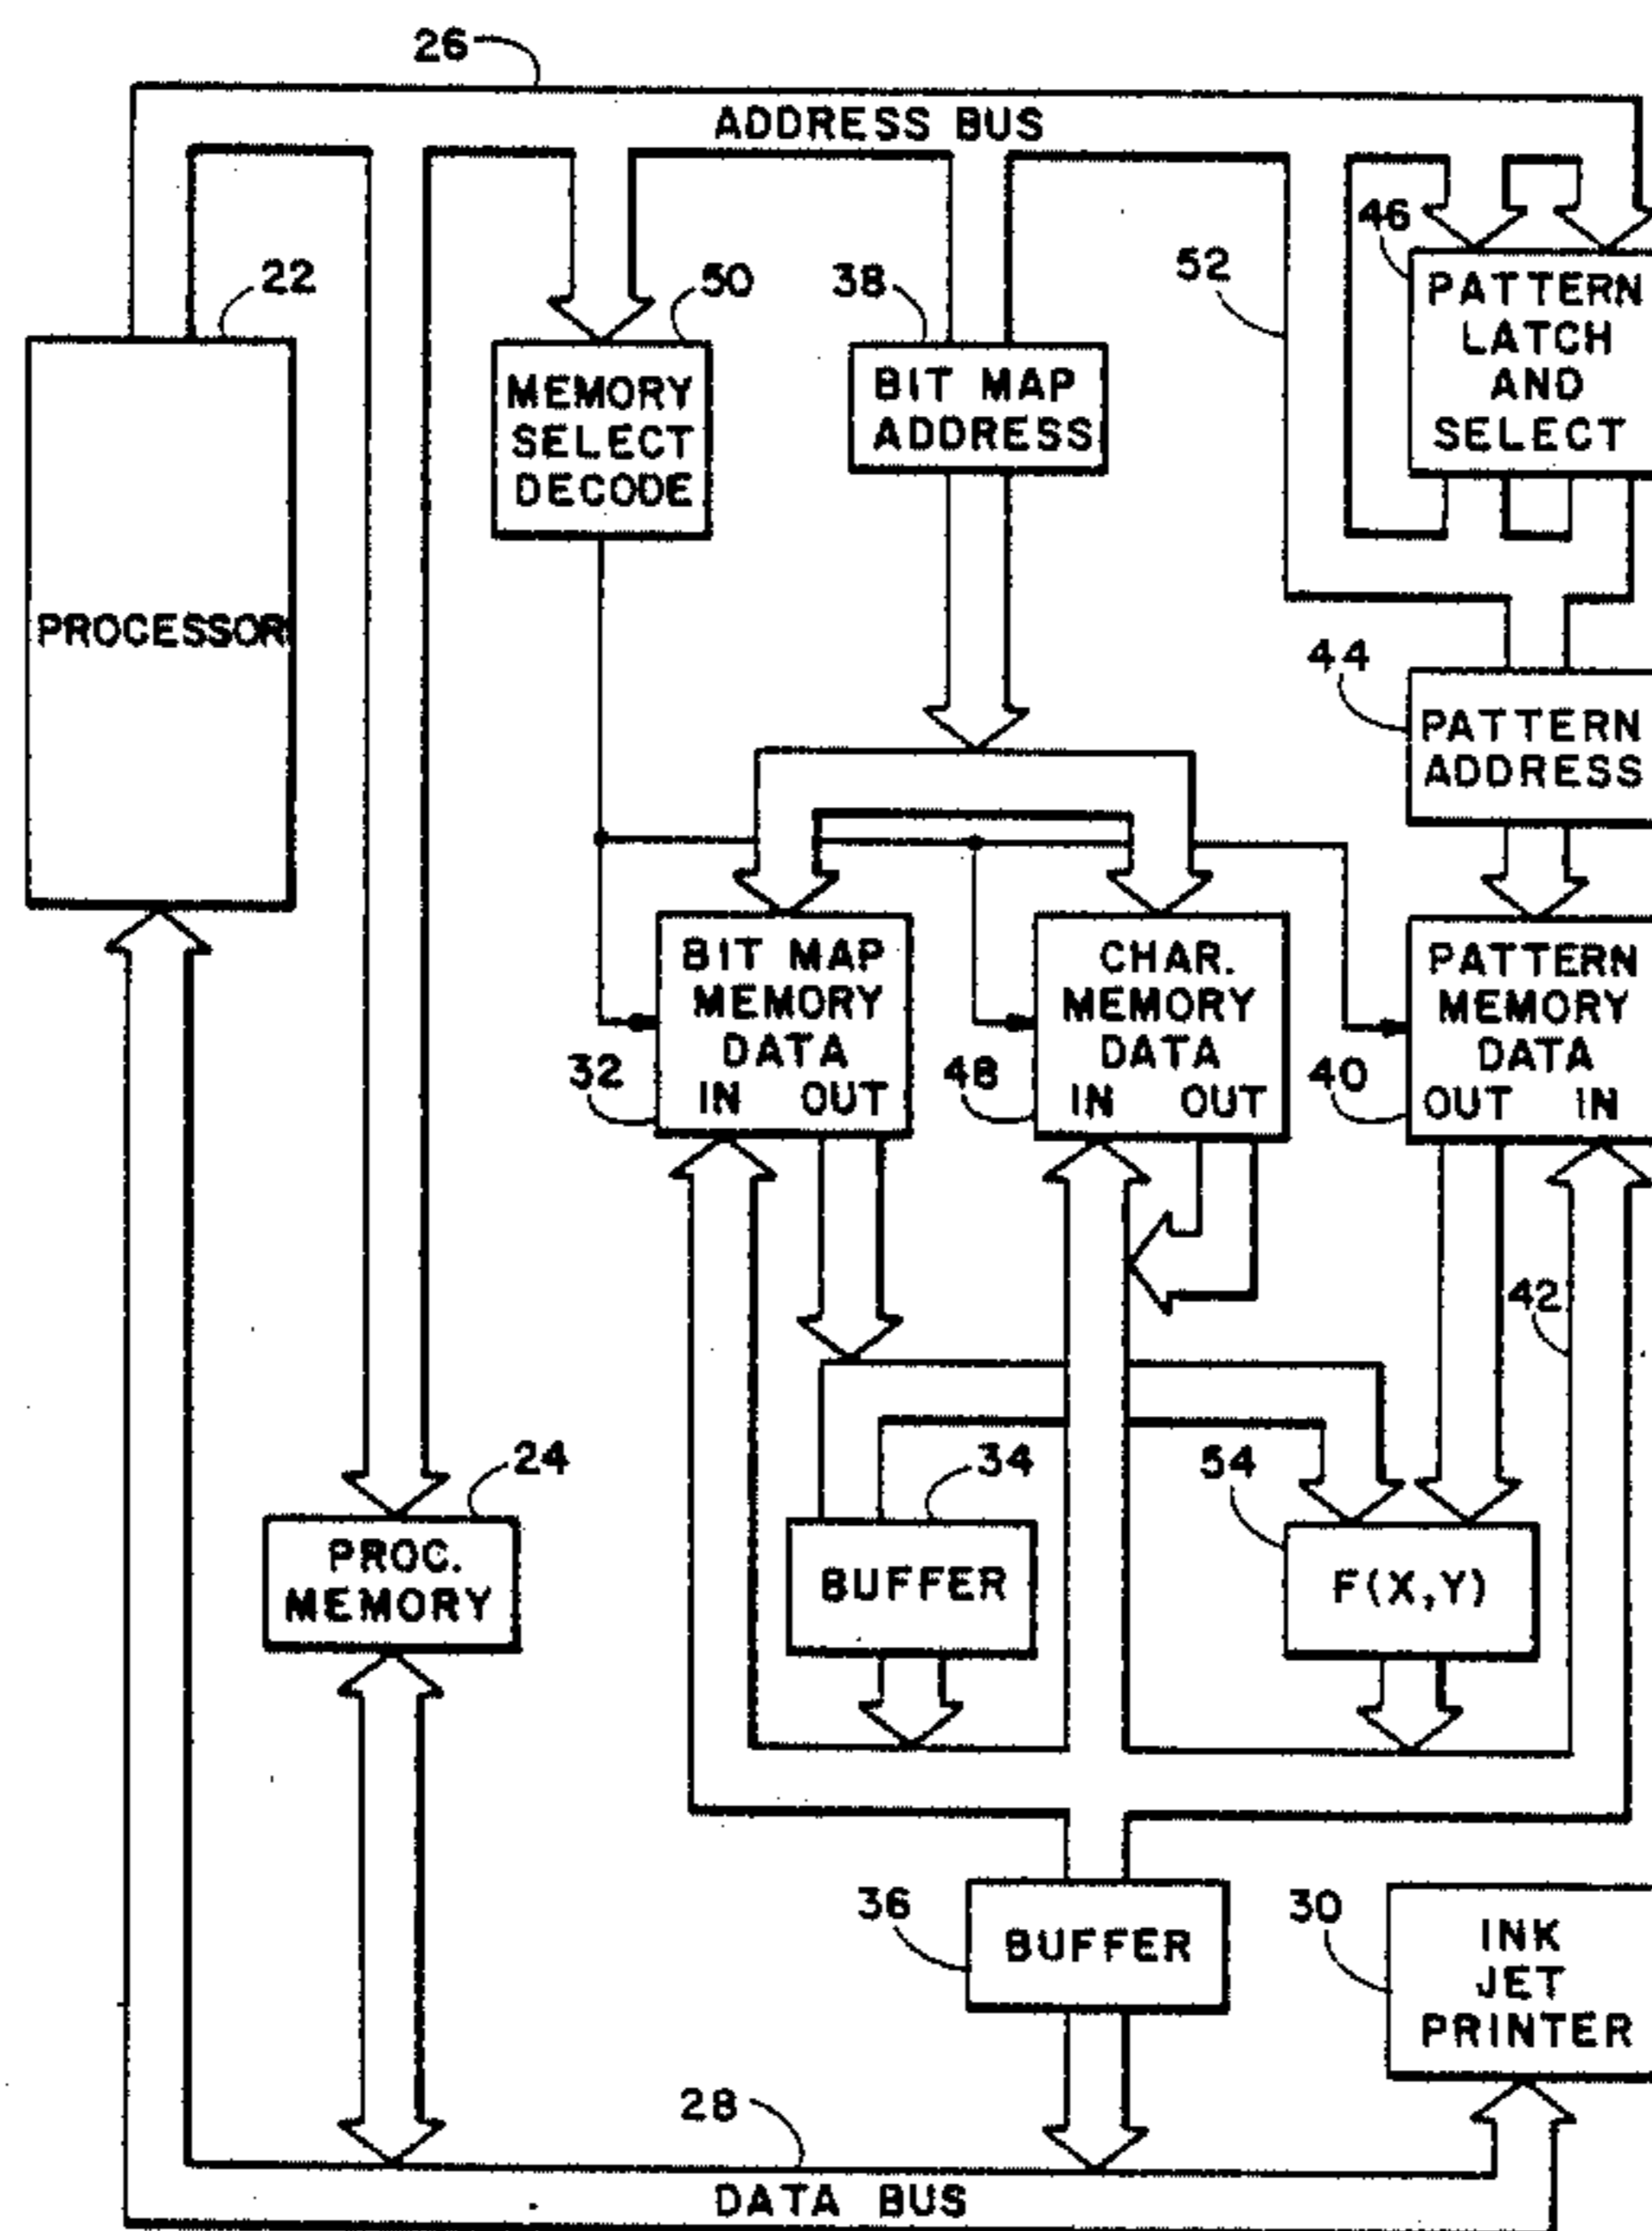 26
ADDRESS BUS
22
50
38
52
46
PATTERN
LATCH
AND
SELECT
MEMORY
SELECT
DECODE
BIT MAP
ADDRESS
PROCESSOR
44
PATTERN
ADDRESS
BIT MAP
MEMORY
DATA
IN OUT
32
CHAR.
MEMORY
DATA
IN OUT
48
PATTERN
MEMORY
DATA
OUT IN
40
42
24
PROC.
MEMORY
34
BUFFER
54
F(X,Y)
36
BUFFER
30
INK
JET
PRINTER
28
DATA BUS